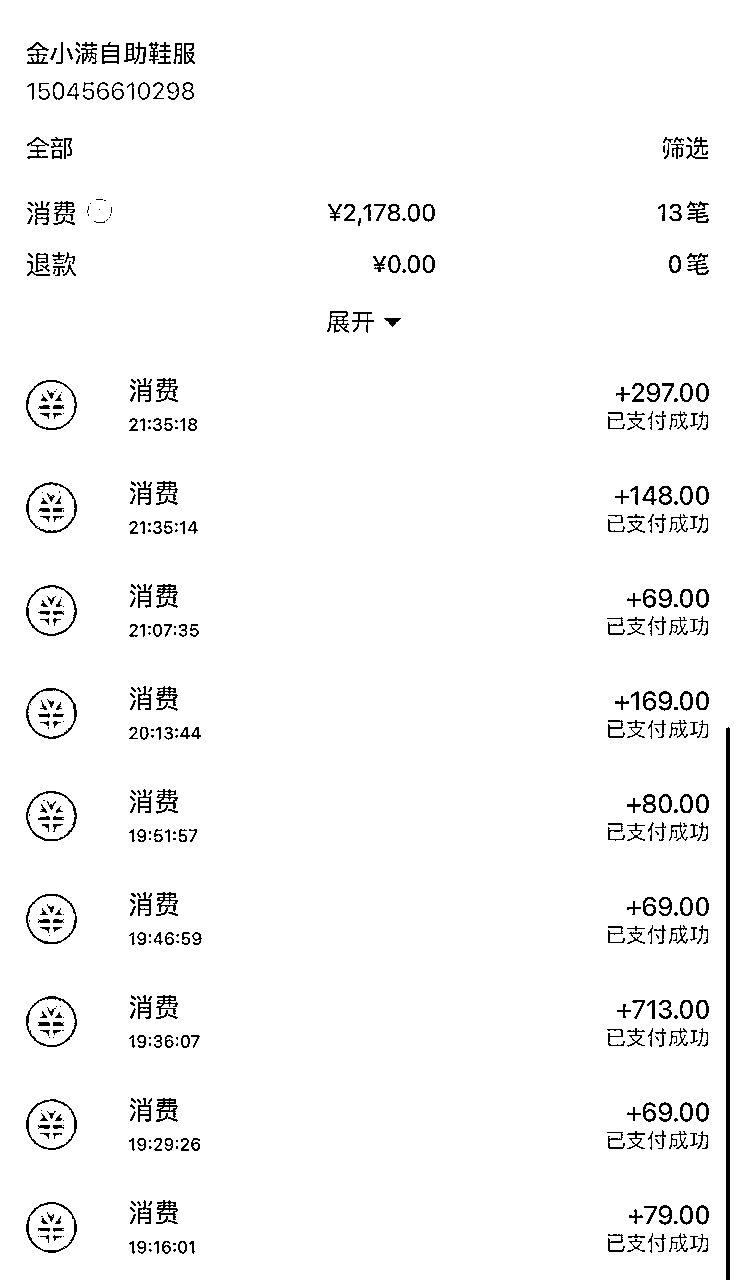 金小满自助鞋服
150456610298
全部 筛选
消费 ¥2,178.00 13笔
退款 ¥0.00 0笔
展开
消费 +297.00
21:35:18 已支付成功
消费 +148.00
21:35:14 已支付成功
消费 +69.00
21:07:35 已支付成功
消费 +169.00
20:13:44 已支付成功
消费 +80.00
19:51:57 已支付成功
消费 +69.00
19:46:59 已支付成功
消费 +713.00
19:36:07 已支付成功
消费 +69.00
19:29:26 已支付成功
消费 +79.00
19:16:01 已支付成功